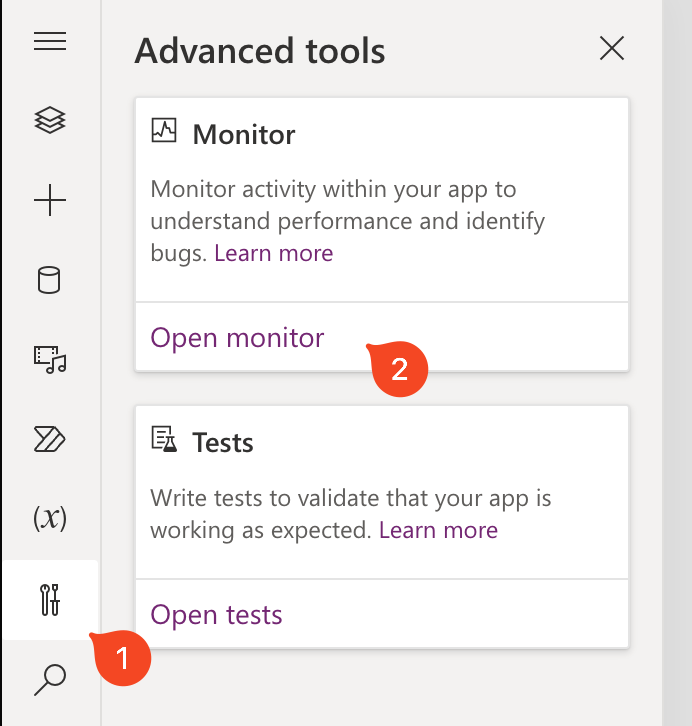 Advanced tools
Monitor
Monitor activity within your app to
understand performance and identify
bugs. Learn more
Open monitor
2
Tests
Write tests to validate that your app is
working as expected. Learn more
(x)
Open tests
1